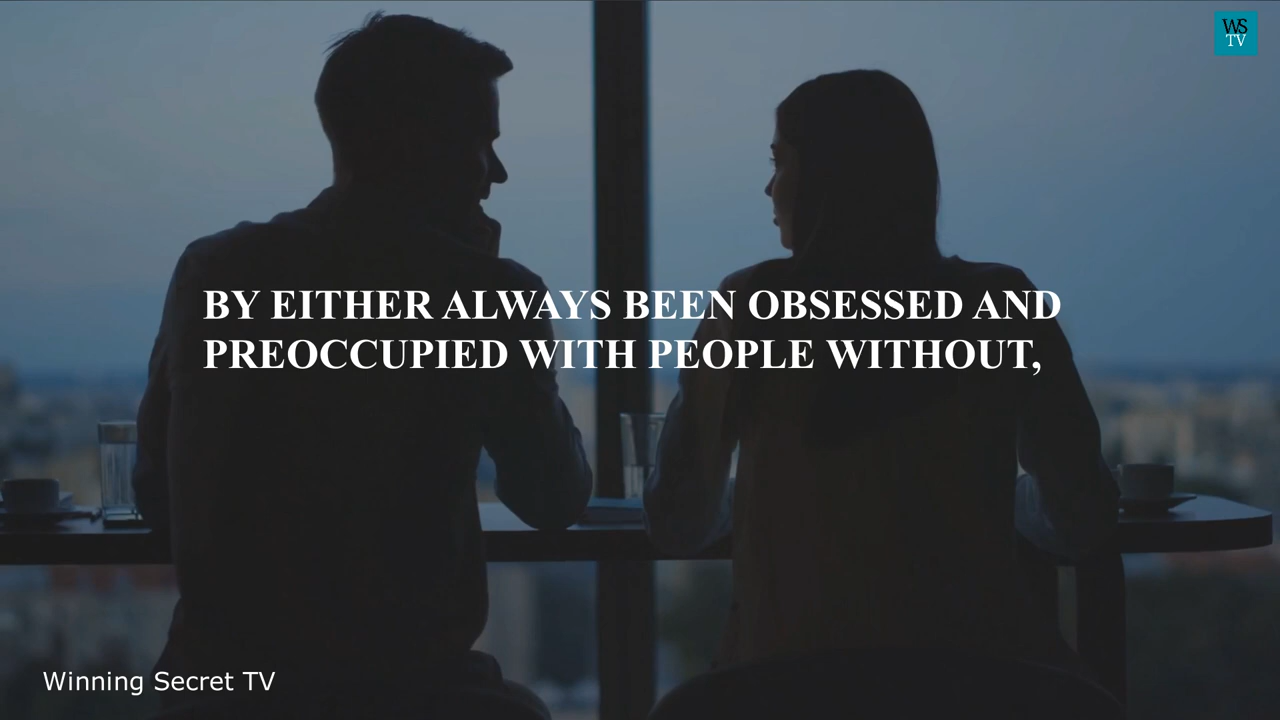 WS
TV
BY EITHER ALWAYS BEEN OBSESSED AND
PREOCCUPIED WITH PEOPLE WITHOUT,
Winning Secret TV